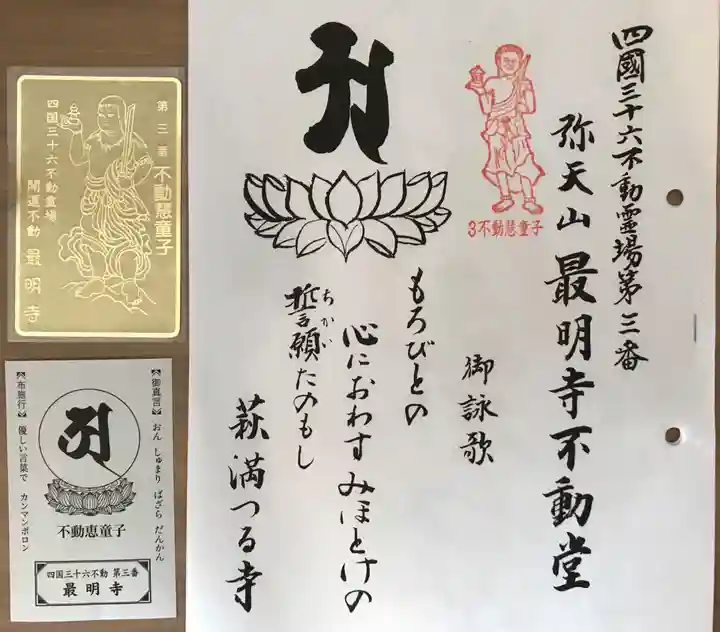 四國三十六不動霊場第三番
弥天山 最明寺不動堂
3不動慧童子
御詠歌
もろびとの
心におわす みほとけの
誓願たのもし
ちかい
萩満つる寺
第三番 不動慧童子
四国三十六不動霊場
開運不動 最明寺
御真言 おん しゅまり ばざら だんかん
布施行 優しい言葉で カンマンボロン
不動恵童子
四国三十六不動 第三番
最明寺